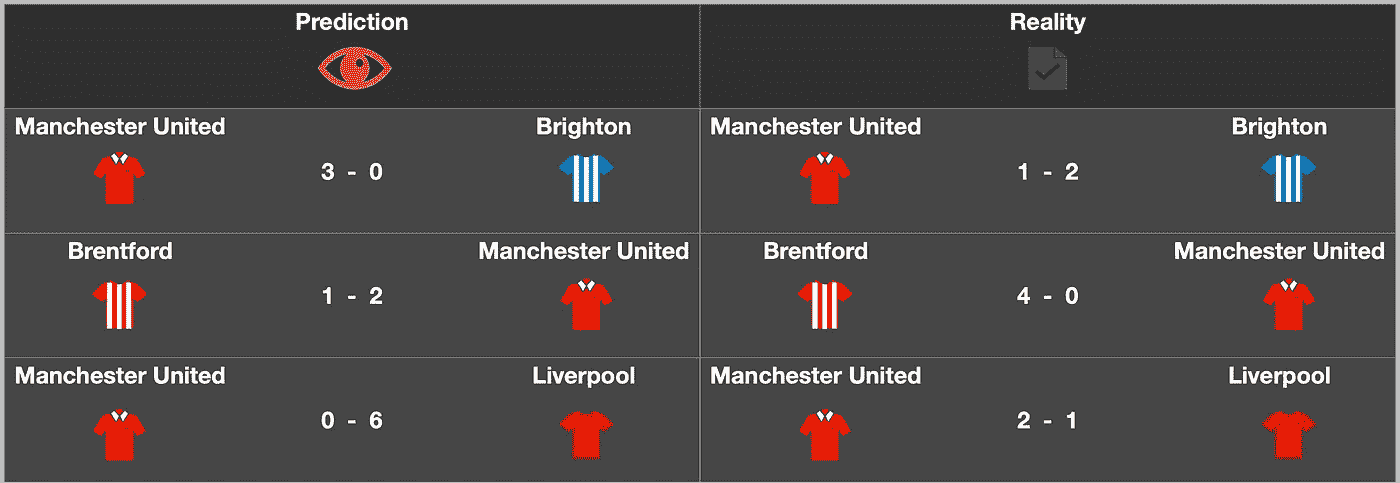 Prediction Reality
Manchester United Brighton Manchester United Brighton
3 - 0 1 - 2
Brentford Manchester United Brentford Manchester United
1 - 2 4 - 0
Manchester United Liverpool Manchester United Liverpool
0 - 6 2 - 1